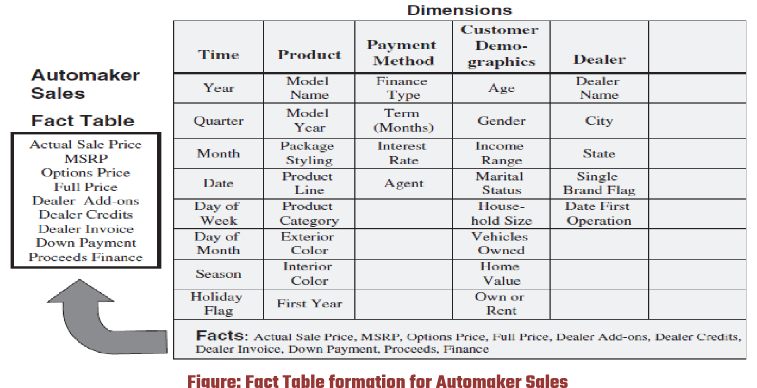 Dimensions
Automaker
Sales
Fact Table
Actual Sale Price
MSRP
Options Price
Full Price
Dealer Add-ons
Dealer Credits
Dealer Invoice
Down Payment
Proceeds Finance
Time Product Payment Method Customer Demo-graphics Dealer
Year Model Name Finance Type Age Dealer Name
Quarter Model Year Term (Months) Gender City
Month Package Styling Interest Rate Income Range State
Date Product Line Agent Marital Status Single Brand Flag
Day of Week Product Category House-hold Size Date First Operation
Day of Month Exterior Color Vehicles Owned
Season Interior Color Home Value
Holiday Flag First Year Own or Rent
Facts: Actual Sale Price, MSRP, Options Price, Full Price, Dealer Add-ons, Dealer Credits,
Dealer Invoice, Down Payment, Proceeds, Finance
Figure: Fact Table formation for Automaker Sales